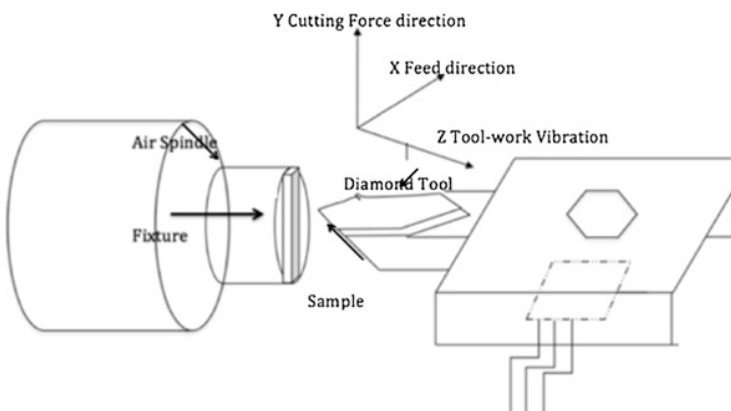 Y Cutting Force direction
X Feed direction
Z Tool-work Vibration
Air Spindle
Diamond Tool
Fixture
Sample